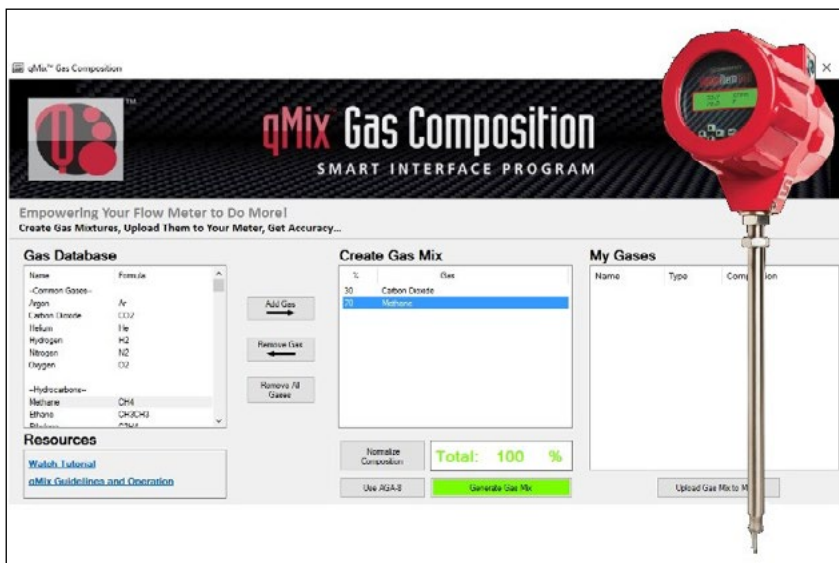 qMix™ Gas Composition
TM
qMix Gas Composition
SMART INTERFACE PROGRAM
Empowering Your Flow Meter to Do More!
Create Gas Mixtures, Upload Them to Your Meter, Get Accuracy...
Gas Database
Name Formula
--Common Gases--
Argon Ar
Carbon Dioxide CO2
Helium He
Hydrogen H2
Nitrogen N2
Oxygen O2
--Hydrocarbons--
Methane CH4
Ethane CH3CH3
Resources
Watch Tutorial
qMix Guidelines and Operation
Add Gas
Remove Gas
Remove All
Gases
Create Gas Mix
% Gas
30 Carbon Dioxide
70 Methane
Normalize
Composition
Total: 100 %
Use AGA-8
Generate Gas Mix
My Gases
Name Type
Upload Gas Mix to M